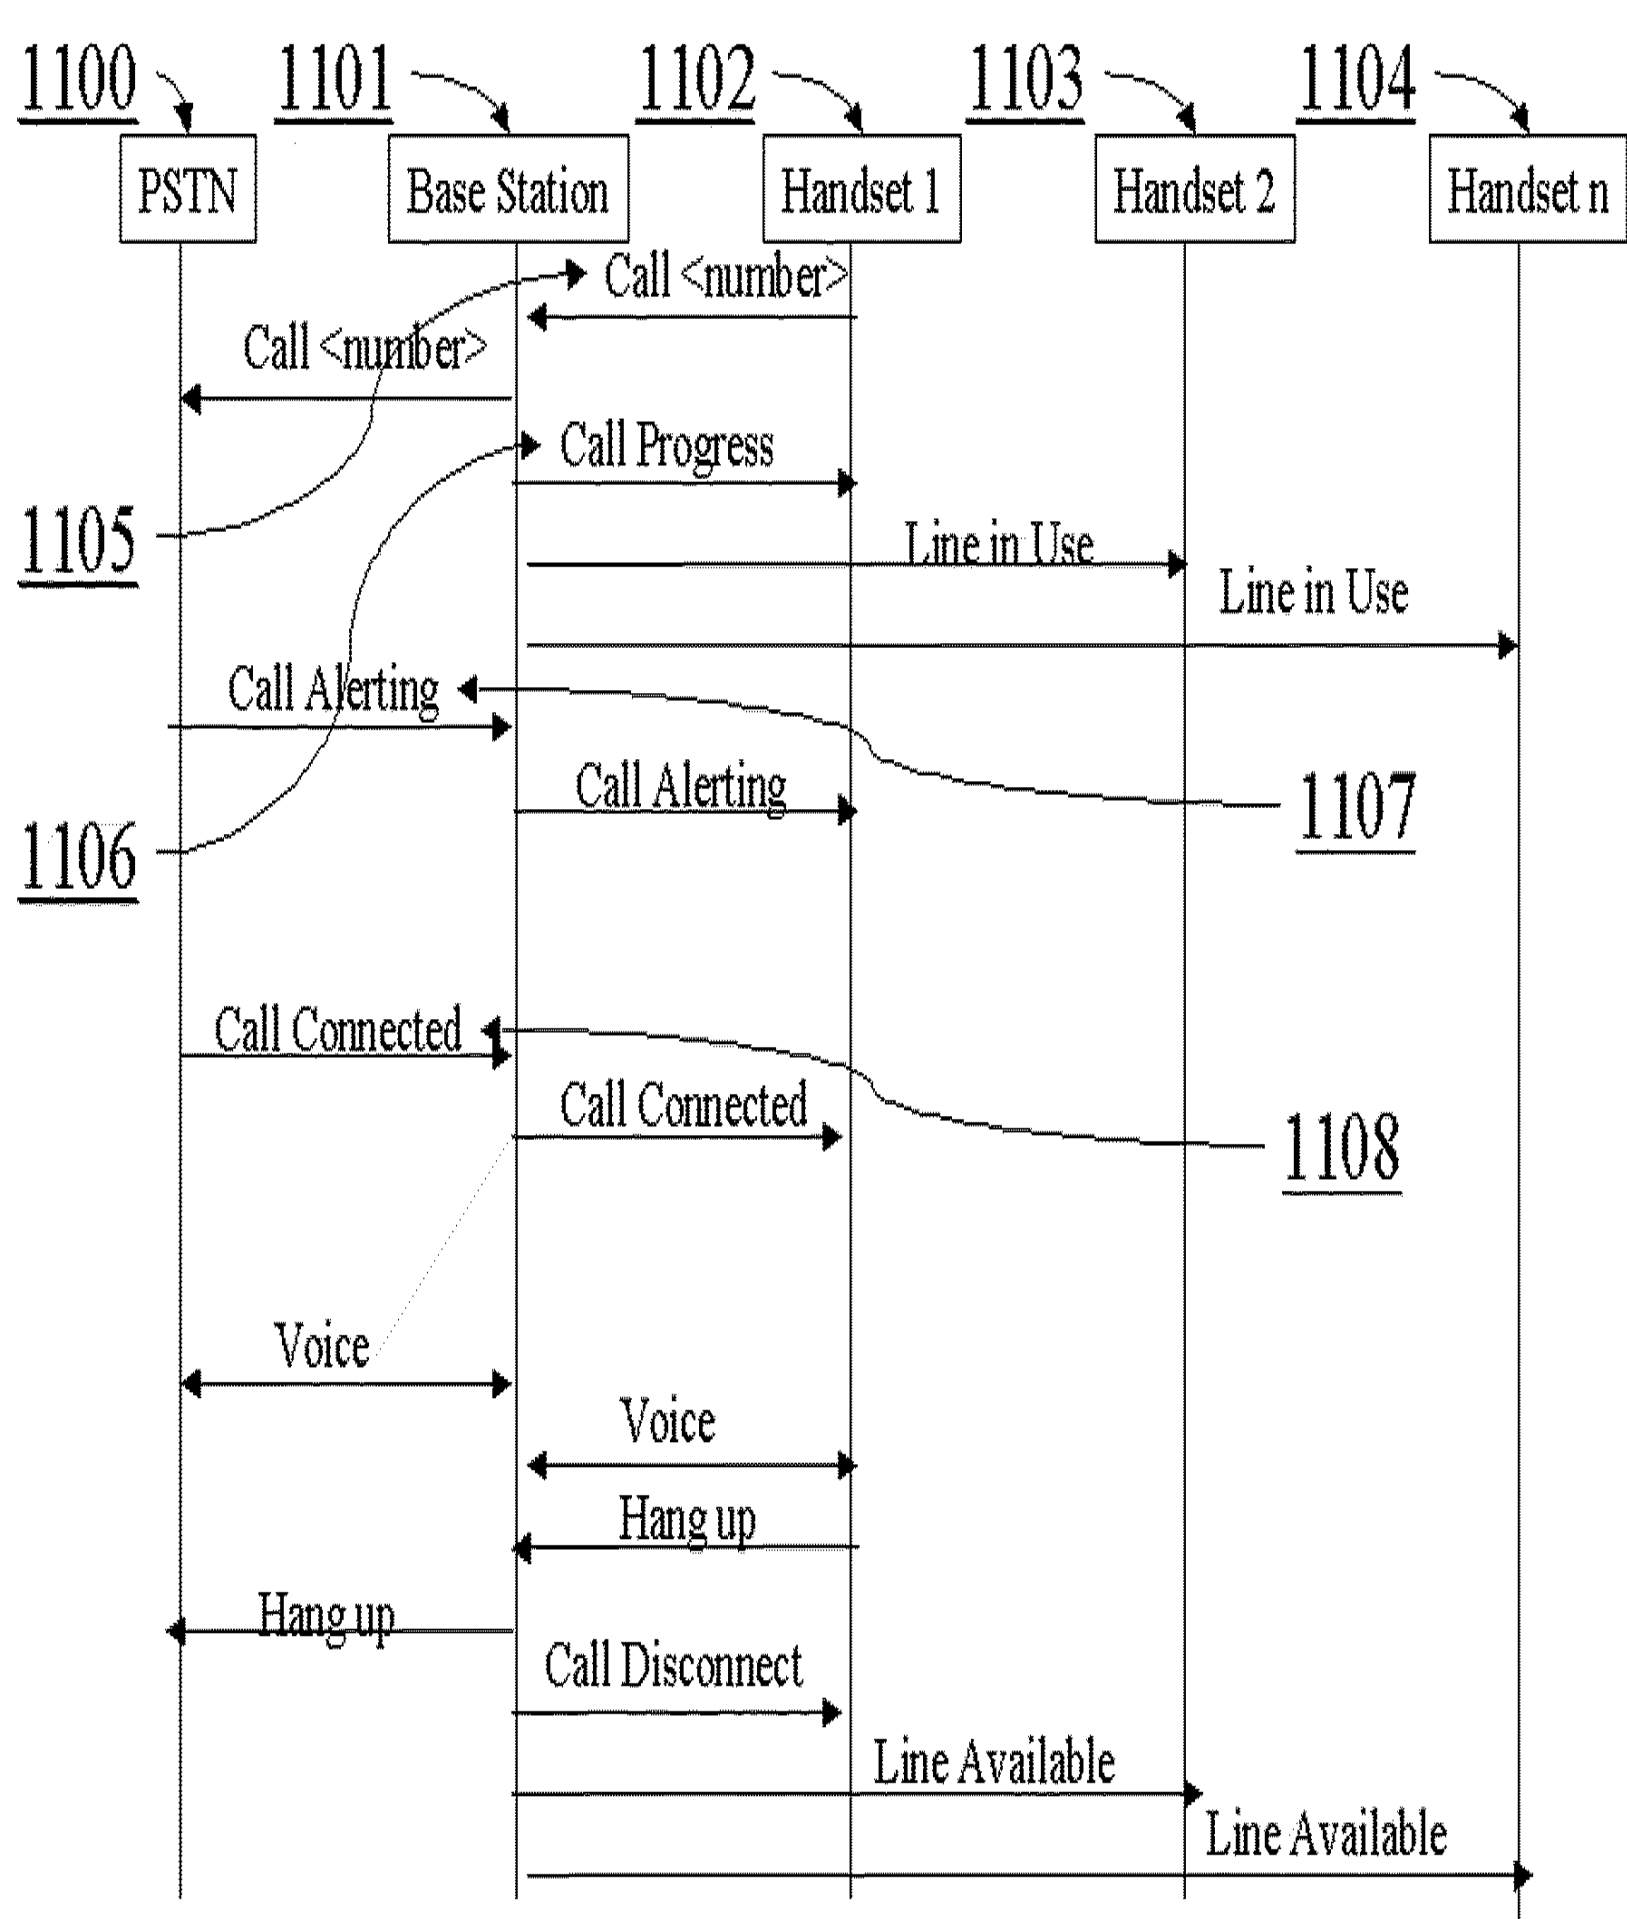 1100 1101 1102 1103 1104
PSTN Base Station Handset 1 Handset 2 Handset n
Call <number>
Call <number>
Call Progress
1105
Line in Use
Line in Use
Call Alerting
Call Alerting
1107
1106
Call Connected
Call Connected
1108
Voice
Voice
Hang up
Hang up
Call Disconnect
Line Available
Line Available